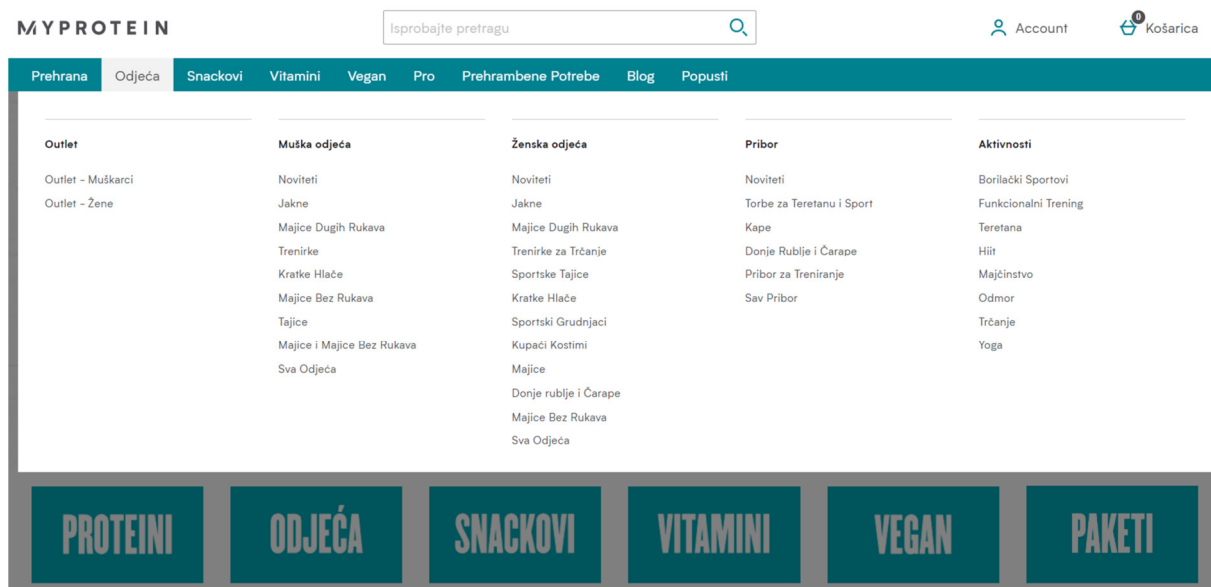 MYPROTEIN
Isprobajte pretragu
Account
0
Košarica
Prehrana Odjeća Snackovi Vitamini Vegan Pro Prehrambene Potrebe Blog Popusti
Outlet
Outlet - Muškarci
Outlet - Žene
Muška odjeća
Noviteti
Jakne
Majice Dugih Rukava
Trenirke
Kratke Hlače
Majice Bez Rukava
Tajice
Majice i Majice Bez Rukava
Sva Odjeća
Ženska odjeća
Noviteti
Jakne
Majice Dugih Rukava
Trenirke za Trčanje
Sportske Tajice
Kratke Hlače
Sportski Grudnjaci
Kupaći Kostimi
Majice
Donje rublje i Čarape
Majice Bez Rukava
Sva Odjeća
Pribor
Noviteti
Torbe za Teretanu i Sport
Kape
Donje Rublje i Čarape
Pribor za Treniranje
Sav Pribor
Aktivnosti
Borilački Sportovi
Funkcionalni Trening
Teretana
Hiit
Majčinstvo
Odmor
Trčanje
Yoga
PROTEINI ODJEĆA SNACKOVI VITAMINI VEGAN PAKETI